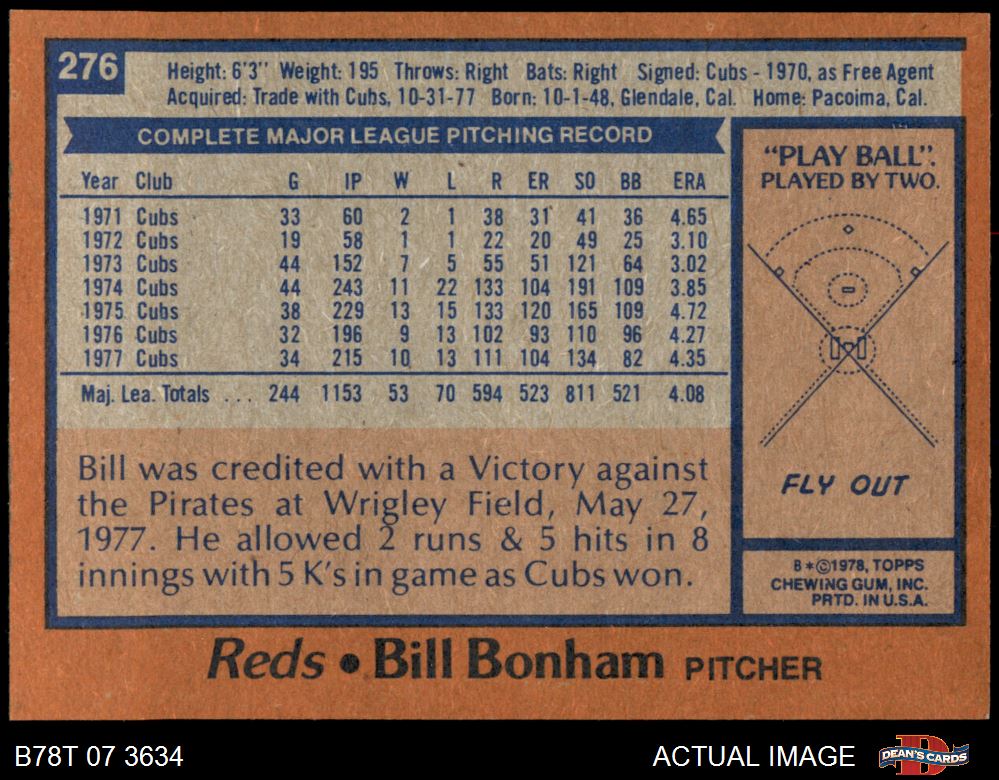 276
Height: 6'3" Weight: 195 Throws: Right Bats: Right Signed: Cubs - 1970, as Free Agent
Acquired: Trade with Cubs, 10-31-77 Born: 10-1-48, Glendale, Cal. Home: Pacoima, Cal.
COMPLETE MAJOR LEAGUE PITCHING RECORD
Year Club G IP W L R ER SO BB ERA
1971 Cubs 33 60 2 1 38 31 41 36 4.65
1972 Cubs 19 58 1 1 22 20 49 25 3.10
1973 Cubs 44 152 7 5 55 51 121 64 3.02
1974 Cubs 44 243 11 22 133 104 191 109 3.85
1975 Cubs 38 229 13 15 133 120 165 109 4.72
1976 Cubs 32 196 9 13 102 93 110 96 4.27
1977 Cubs 34 215 10 13 111 104 134 82 4.35
Maj. Lea. Totals ... 244 1153 53 70 594 523 811 521 4.08
Bill was credited with a Victory against
the Pirates at Wrigley Field, May 27,
1977. He allowed 2 runs & 5 hits in 8
innings with 5 K's in game as Cubs won.
"PLAY BALL".
PLAYED BY TWO.
FLY OUT
B*©1978, TOPPS
CHEWING GUM, INC.
PRTD. IN U.S.A.
Reds • Bill Bonham PITCHER
B78T 07 3634
ACTUAL IMAGE
DEAN'S CARDS